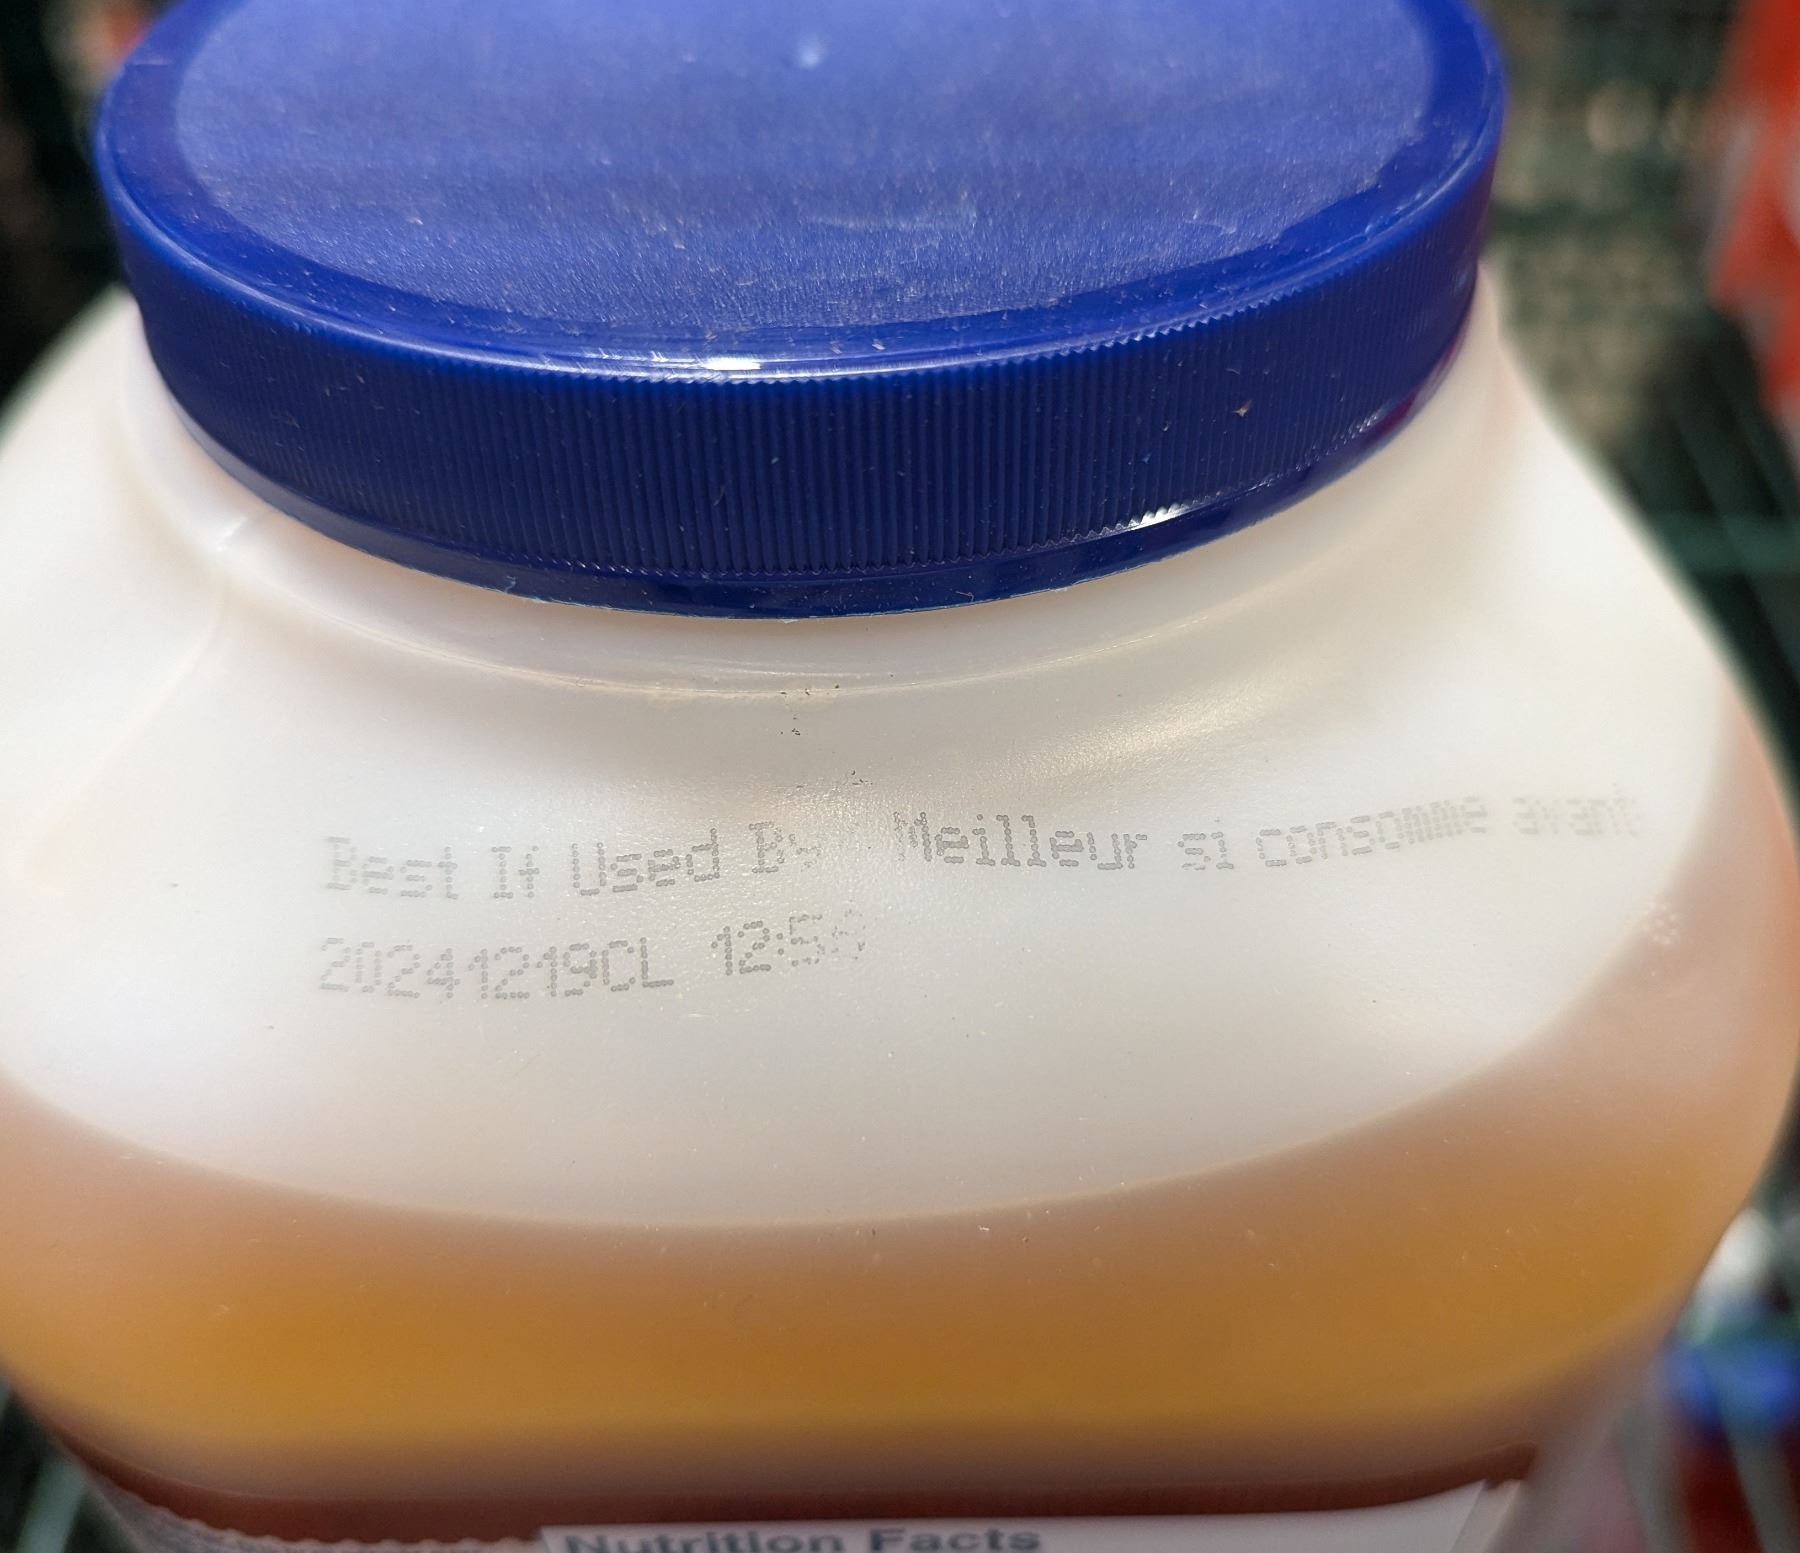 Best if Used By Meilleur si consommé avant
20241219CL 12:5
Nutrition Facts